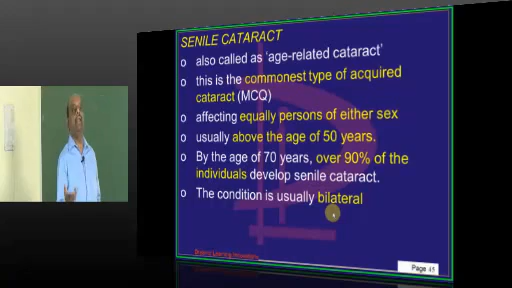 SENILE CATARACT
o also called as 'age-related cataract'
o this is the commonest type of acquired
cataract (MCQ)
o affecting equally persons of either sex
o usually above the age of 50 years.
o By the age of 70 years, over 90% of the
individuals develop senile cataract.
o The condition is usually bilateral
Page 45